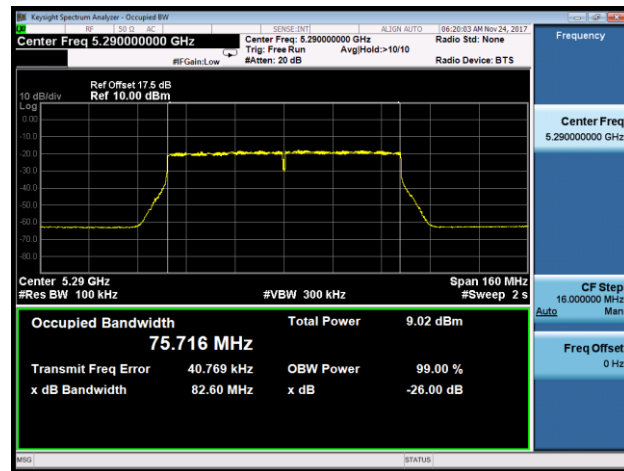 Keysight Spectrum Analyzer - Occupied BW
RF 50 Ω AC SENSE:INT ALIGN AUTO 06:20:03 AM Nov 24, 2017
Center Freq 5.290000000 GHz
Center Freq: 5.290000000 GHz
Radio Std: None
Trig: Free Run Avg|Hold:>10/10
#IFGain:Low
#Atten: 20 dB
Radio Device: BTS
Ref Offset 17.5 dB
10 dB/div Ref 10.00 dBm
Log
0.00
-10.0
-20.0
-30.0
-40.0
-50.0
-60.0
-70.0
-80.0
Center 5.29 GHz
Span 160 MHz
#Res BW 100 kHz
#VBW 300 kHz
#Sweep 2 s
Occupied Bandwidth
75.716 MHz
Total Power 9.02 dBm
Transmit Freq Error 40.769 kHz
OBW Power 99.00 %
x dB Bandwidth 82.60 MHz
x dB -26.00 dB
MSG
STATUS
Frequency
Center Freq
5.290000000 GHz
CF Step
16.000000 MHz
Auto Man
Freq Offset
0 Hz